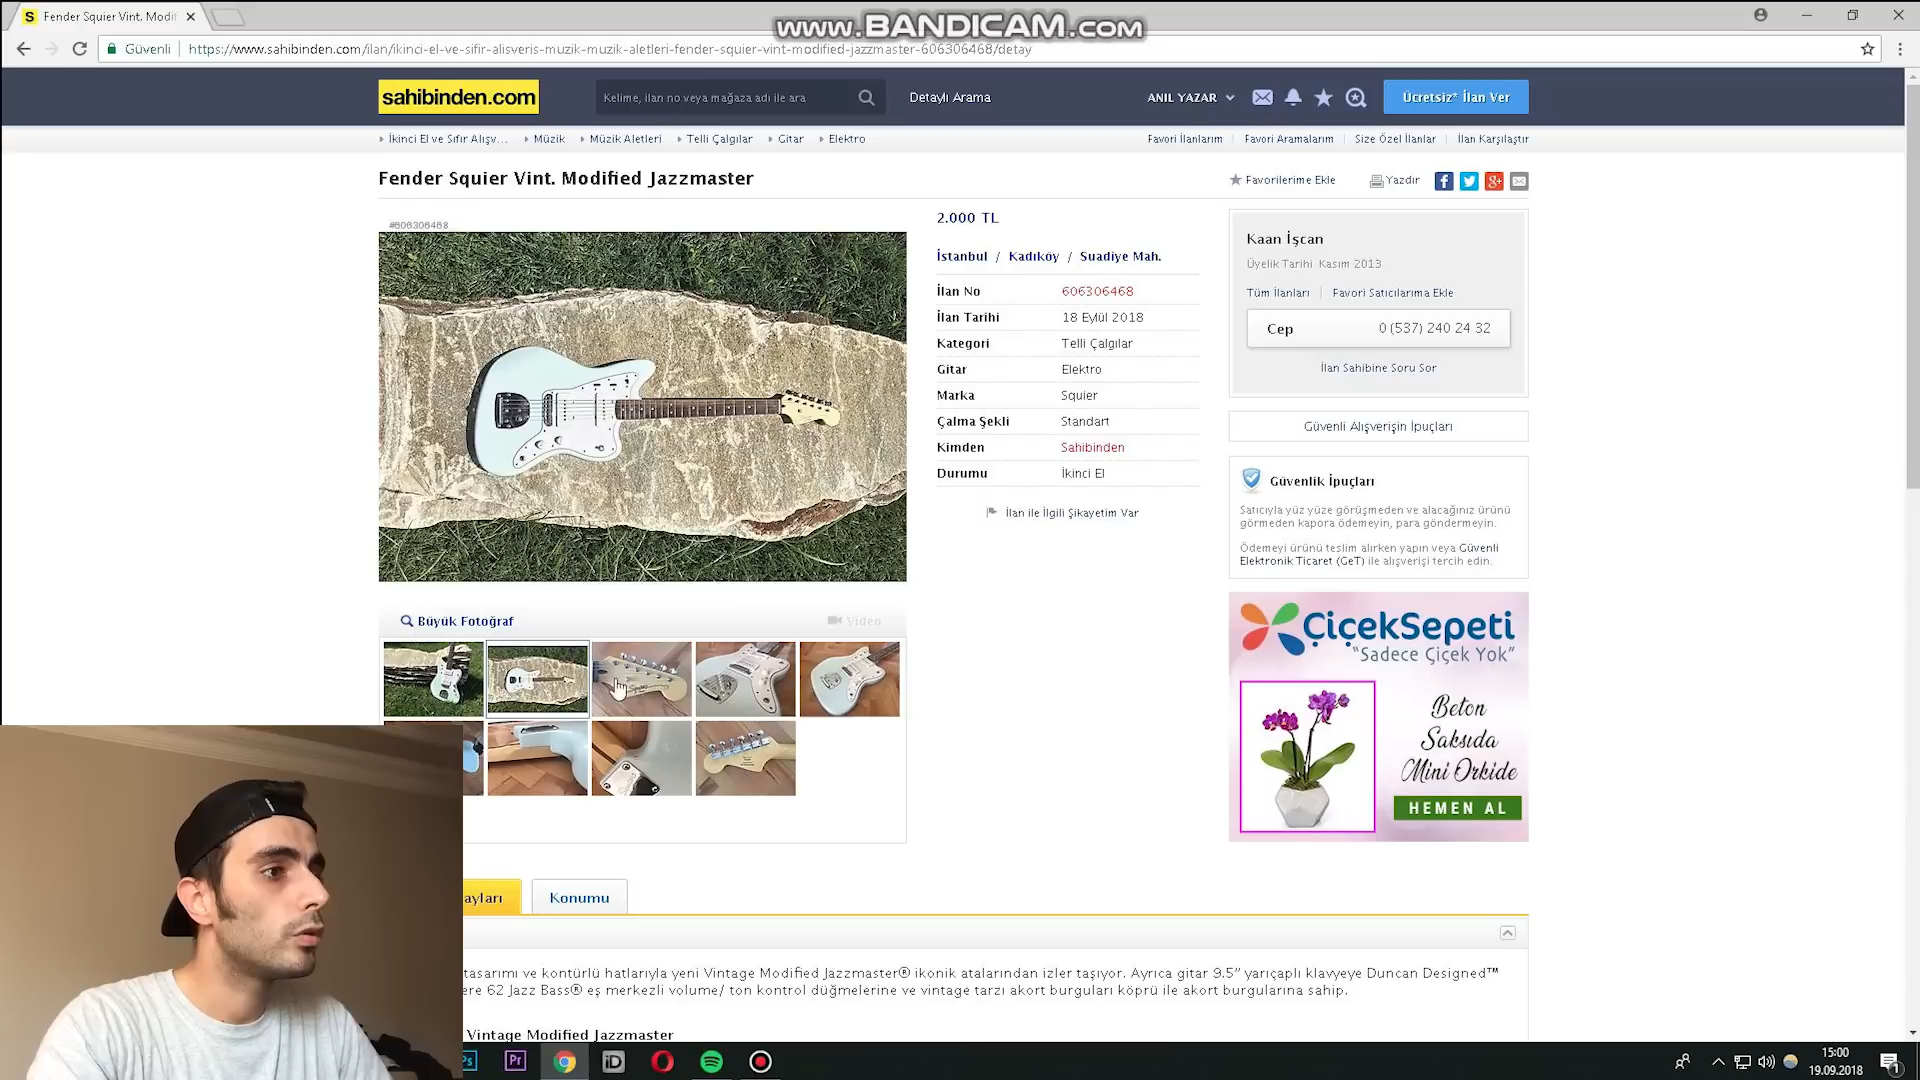 Fender Squier Vint. Modif
www.BANDICAM.com
Güvenli
https://www.sahibinden.com/ilan/ikinci-el-ve-sifir-alisveris-muzik-muzik-aletleri-fender-squier-vint-modified-jazzmaster-606306468/detay
sahibinden.com
Kelime, ilan no veya mağaza adı ile ara
Detaylı Arama
ANIL YAZAR
Ücretsiz* İlan Ver
İkinci El ve Sıfır Alışv...
Müzik
Müzik Aletleri
Telli Çalgılar
Gitar
Elektro
Favori İlanlarım
Favori Aramalarım
Size Özel İlanlar
İlan Karşılaştır
Fender Squier Vint. Modified Jazzmaster
Favorilerime Ekle
Yazdır
#606306468
2.000 TL
İstanbul / Kadıköy / Suadiye Mah.
İlan No 606306468
İlan Tarihi 18 Eylül 2018
Kategori Telli Çalgılar
Gitar Elektro
Marka Squier
Çalma Şekli Standart
Kimden Sahibinden
Durumu İkinci El
İlan ile İlgili Şikayetim Var
Kaan İşcan
Üyelik Tarihi Kasım 2013
Tüm İlanları
Favori Satıcılarıma Ekle
Cep 0 (537) 240 24 32
İlan Sahibine Soru Sor
Güvenli Alışverişin İpuçları
Güvenlik İpuçları
Satıcıyla yüz yüze görüşmeden ve alacağınız ürünü
görmeden kapora ödemeyin, para göndermeyin.
Ödemeyi ürünü teslim alırken yapın veya Güvenli
Elektronik Ticaret (GeT) ile alışverişi tercih edin.
ÇiçekSepeti
"Sadece Çiçek Yok"
Beton
Saksıda
Mini Orkide
HEMEN AL
Büyük Fotoğraf
Video
ayları
Konumu
tasarımı ve kontürlü hatlarıyla yeni Vintage Modified Jazzmaster® ikonik atalarından izler taşıyor. Ayrıca gitar 9.5” yarıçaplı klavyeye Duncan Designed™
ere 62 Jazz Bass® eş merkezli volume/ ton kontrol düğmelerine ve vintage tarzı akort burguları köprü ile akort burgularına sahip.
Vintage Modified Jazzmaster
Ps
Pr
iD
15:00
19.09.2018
1